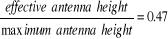 effective antenna height
maximum antenna height
= 0.47